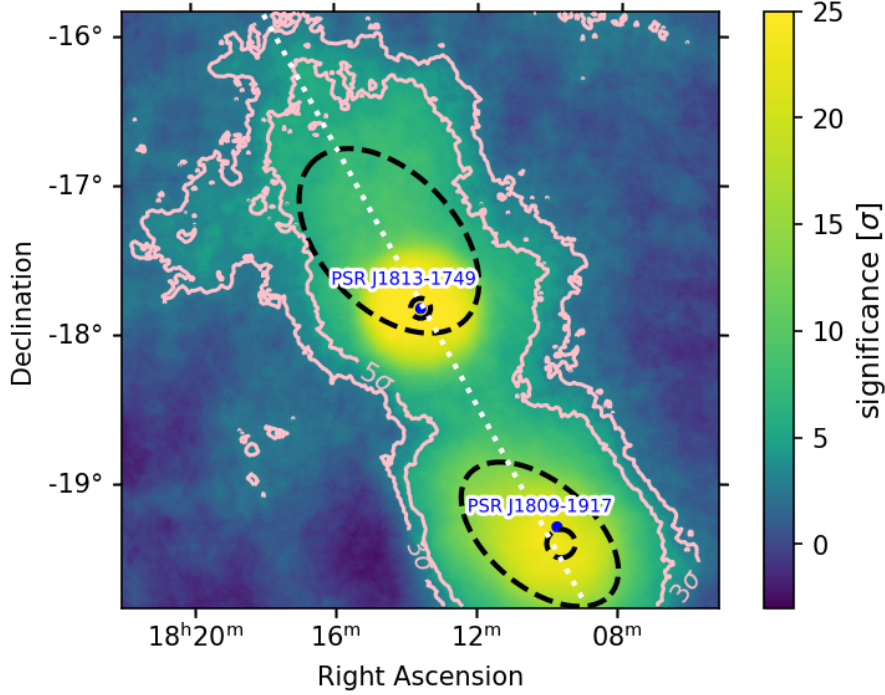 -16°
-17°
-18°
-19°
Declination
PSR J1813-1749
5σ
PSR J1809-1917
3σ
3σ
18ʰ20ᵐ
16ᵐ
12ᵐ
08ᵐ
Right Ascension
25
20
15
10
5
0
significance [σ]